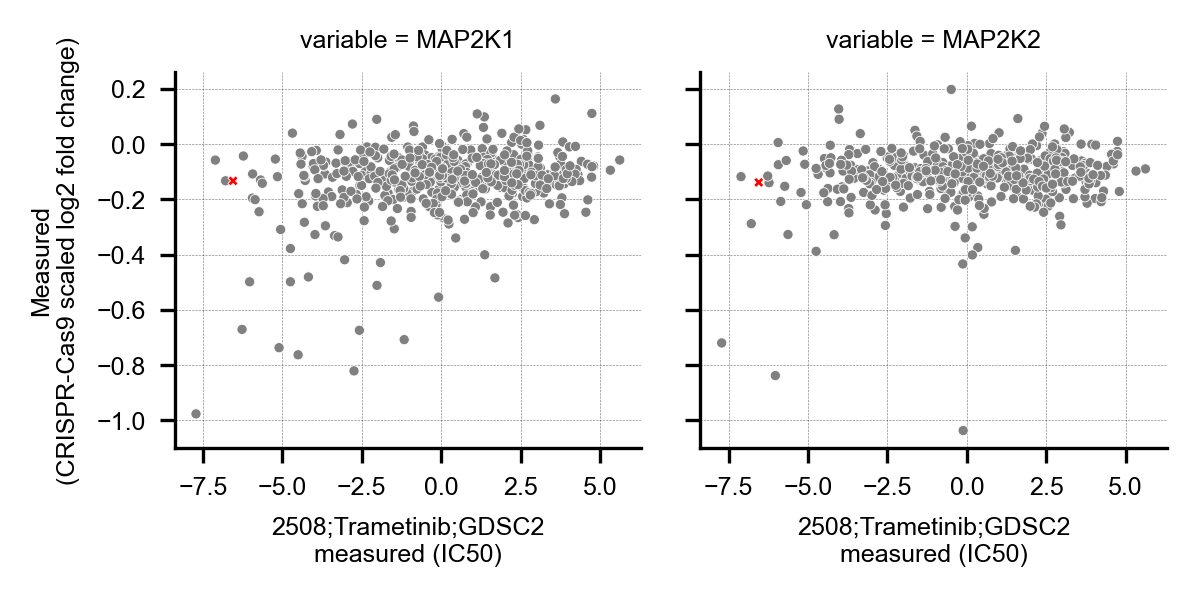 variable = MAP2K1
variable = MAP2K2
Measured
(CRISPR-Cas9 scaled log2 fold change)
0.2
0.0
−0.2
−0.4
−0.6
−0.8
−1.0
−7.5 −5.0 −2.5 0.0 2.5 5.0
−7.5 −5.0 −2.5 0.0 2.5 5.0
2508;Trametinib;GDSC2
measured (IC50)
2508;Trametinib;GDSC2
measured (IC50)